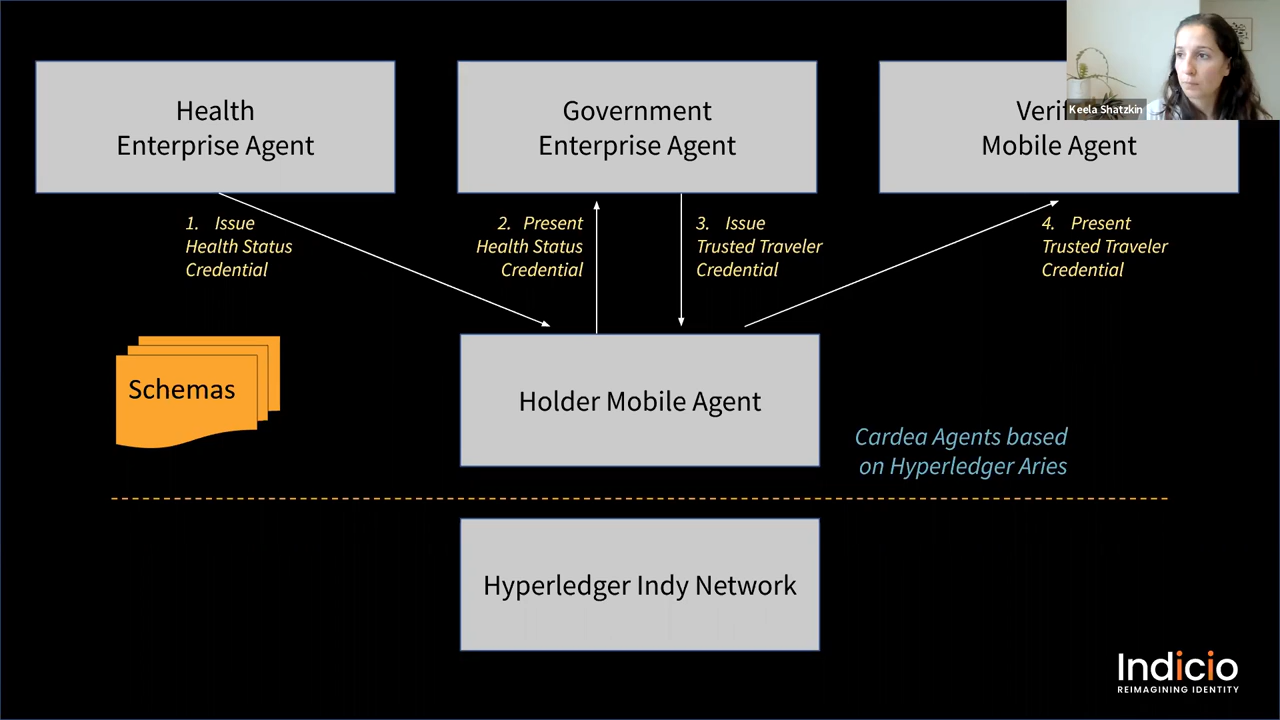 Health
Enterprise Agent
Government
Enterprise Agent
Mobile Agent
Keela Shatzkin
1. Issue
Health Status
Credential
2. Present
Health Status
Credential
3. Issue
Trusted Traveler
Credential
4. Present
Trusted Traveler
Credential
Schemas
Holder Mobile Agent
Cardea Agents based
on Hyperledger Aries
Hyperledger Indy Network
Indicio
REIMAGINING IDENTITY